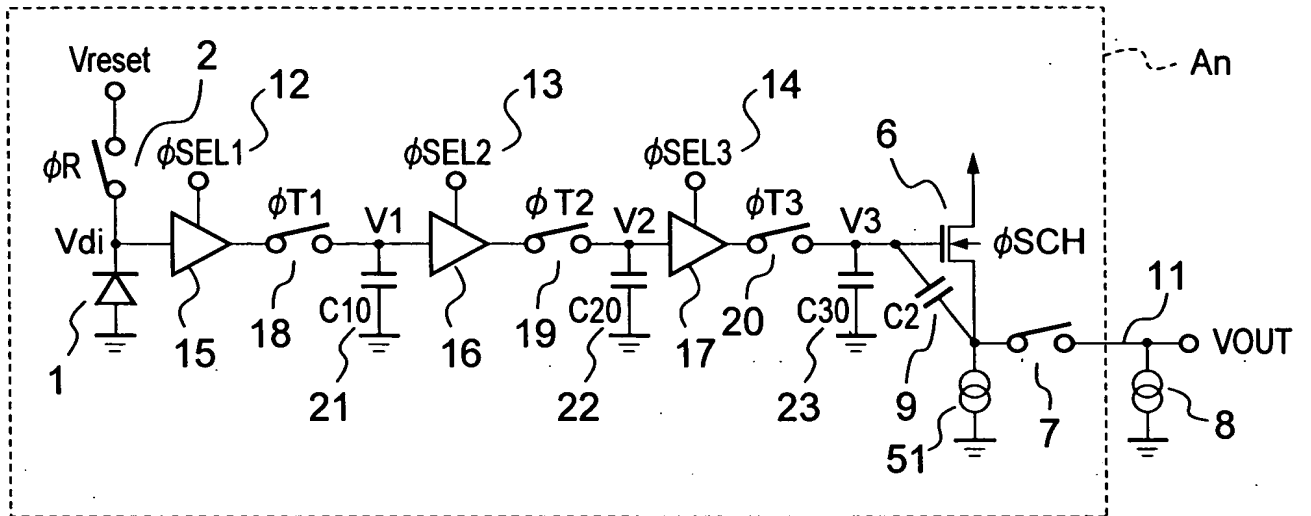 Vreset
2
12
13
14
6
An
ϕR
ϕSEL1
ϕSEL2
ϕSEL3
Vdi
ϕT1
V1
ϕT2
V2
ϕT3
V3
ϕSCH
11
VOUT
1
15
18
C10
21
16
19
C20
22
17
20
C30
23
C2
9
51
7
8